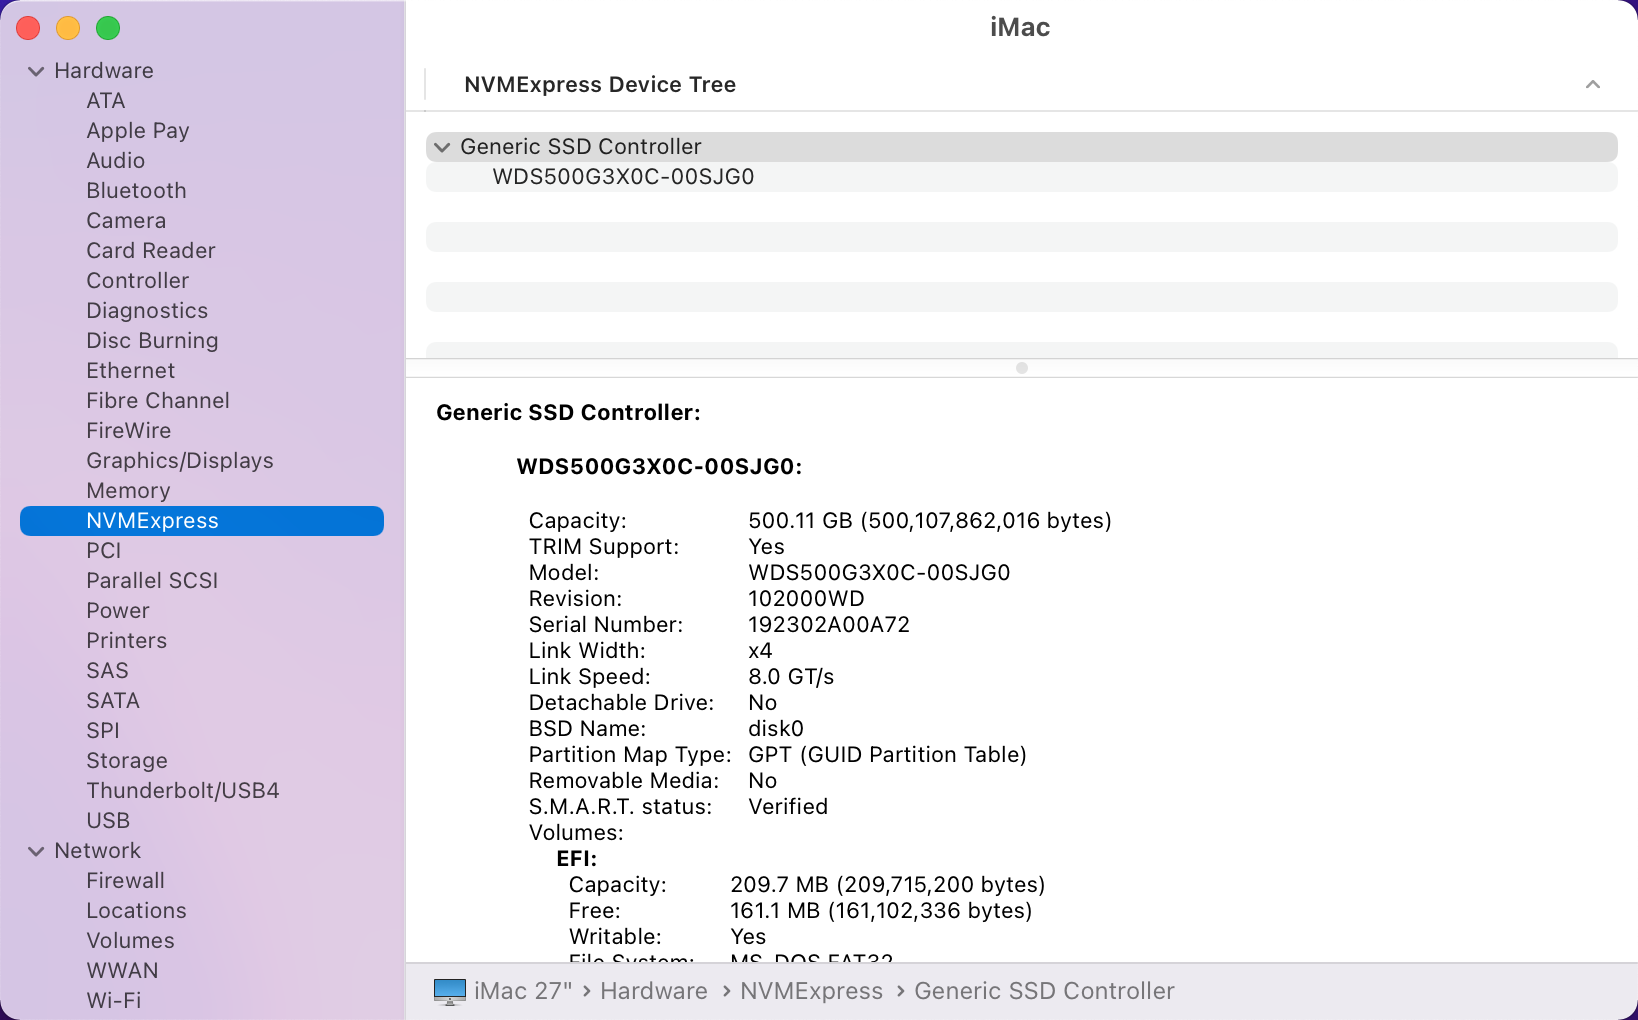 iMac
Hardware
ATA
Apple Pay
Audio
Bluetooth
Camera
Card Reader
Controller
Diagnostics
Disc Burning
Ethernet
Fibre Channel
FireWire
Graphics/Displays
Memory
NVMExpress
PCI
Parallel SCSI
Power
Printers
SAS
SATA
SPI
Storage
Thunderbolt/USB4
USB
Network
Firewall
Locations
Volumes
WWAN
Wi-Fi
NVMExpress Device Tree
Generic SSD Controller
WDS500G3X0C-00SJG0
Generic SSD Controller:
WDS500G3X0C-00SJG0:
Capacity: 500.11 GB (500,107,862,016 bytes)
TRIM Support: Yes
Model: WDS500G3X0C-00SJG0
Revision: 102000WD
Serial Number: 192302A00A72
Link Width: x4
Link Speed: 8.0 GT/s
Detachable Drive: No
BSD Name: disk0
Partition Map Type: GPT (GUID Partition Table)
Removable Media: No
S.M.A.R.T. status: Verified
Volumes:
EFI:
Capacity: 209.7 MB (209,715,200 bytes)
Free: 161.1 MB (161,102,336 bytes)
Writable: Yes
File System: MS-DOS FAT32
iMac 27" › Hardware › NVMExpress › Generic SSD Controller